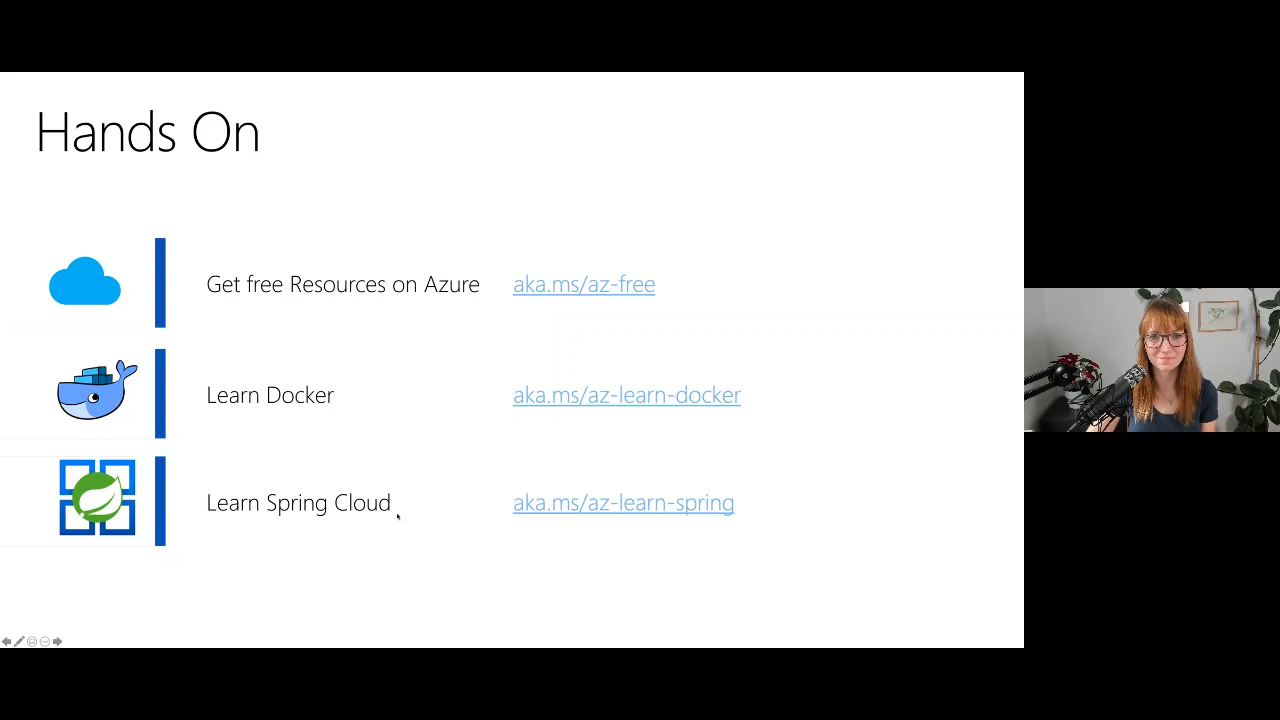 Hands On
Get free Resources on Azure aka.ms/az-free
Learn Docker aka.ms/az-learn-docker
Learn Spring Cloud aka.ms/az-learn-spring